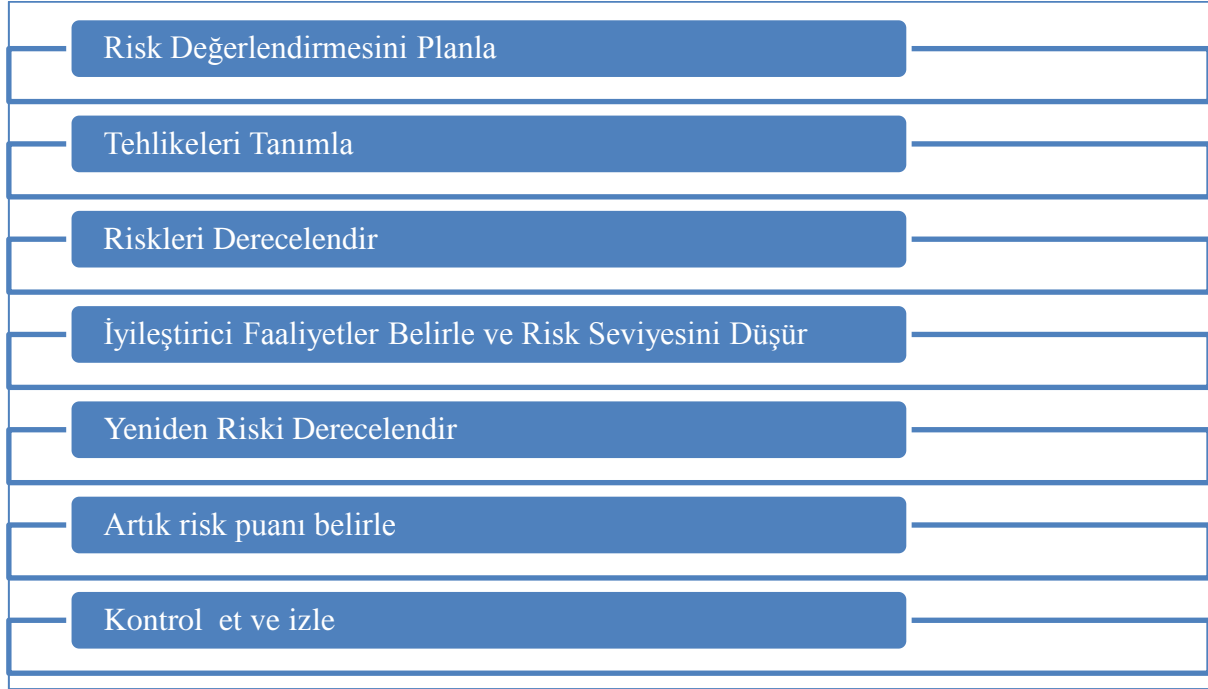 Risk Değerlendirmesini Planla
Tehlikeleri Tanımla
Riskleri Derecelendir
İyileştirici Faaliyetler Belirle ve Risk Seviyesini Düşür
Yeniden Riski Derecelendir
Artık risk puanı belirle
Kontrol et ve izle